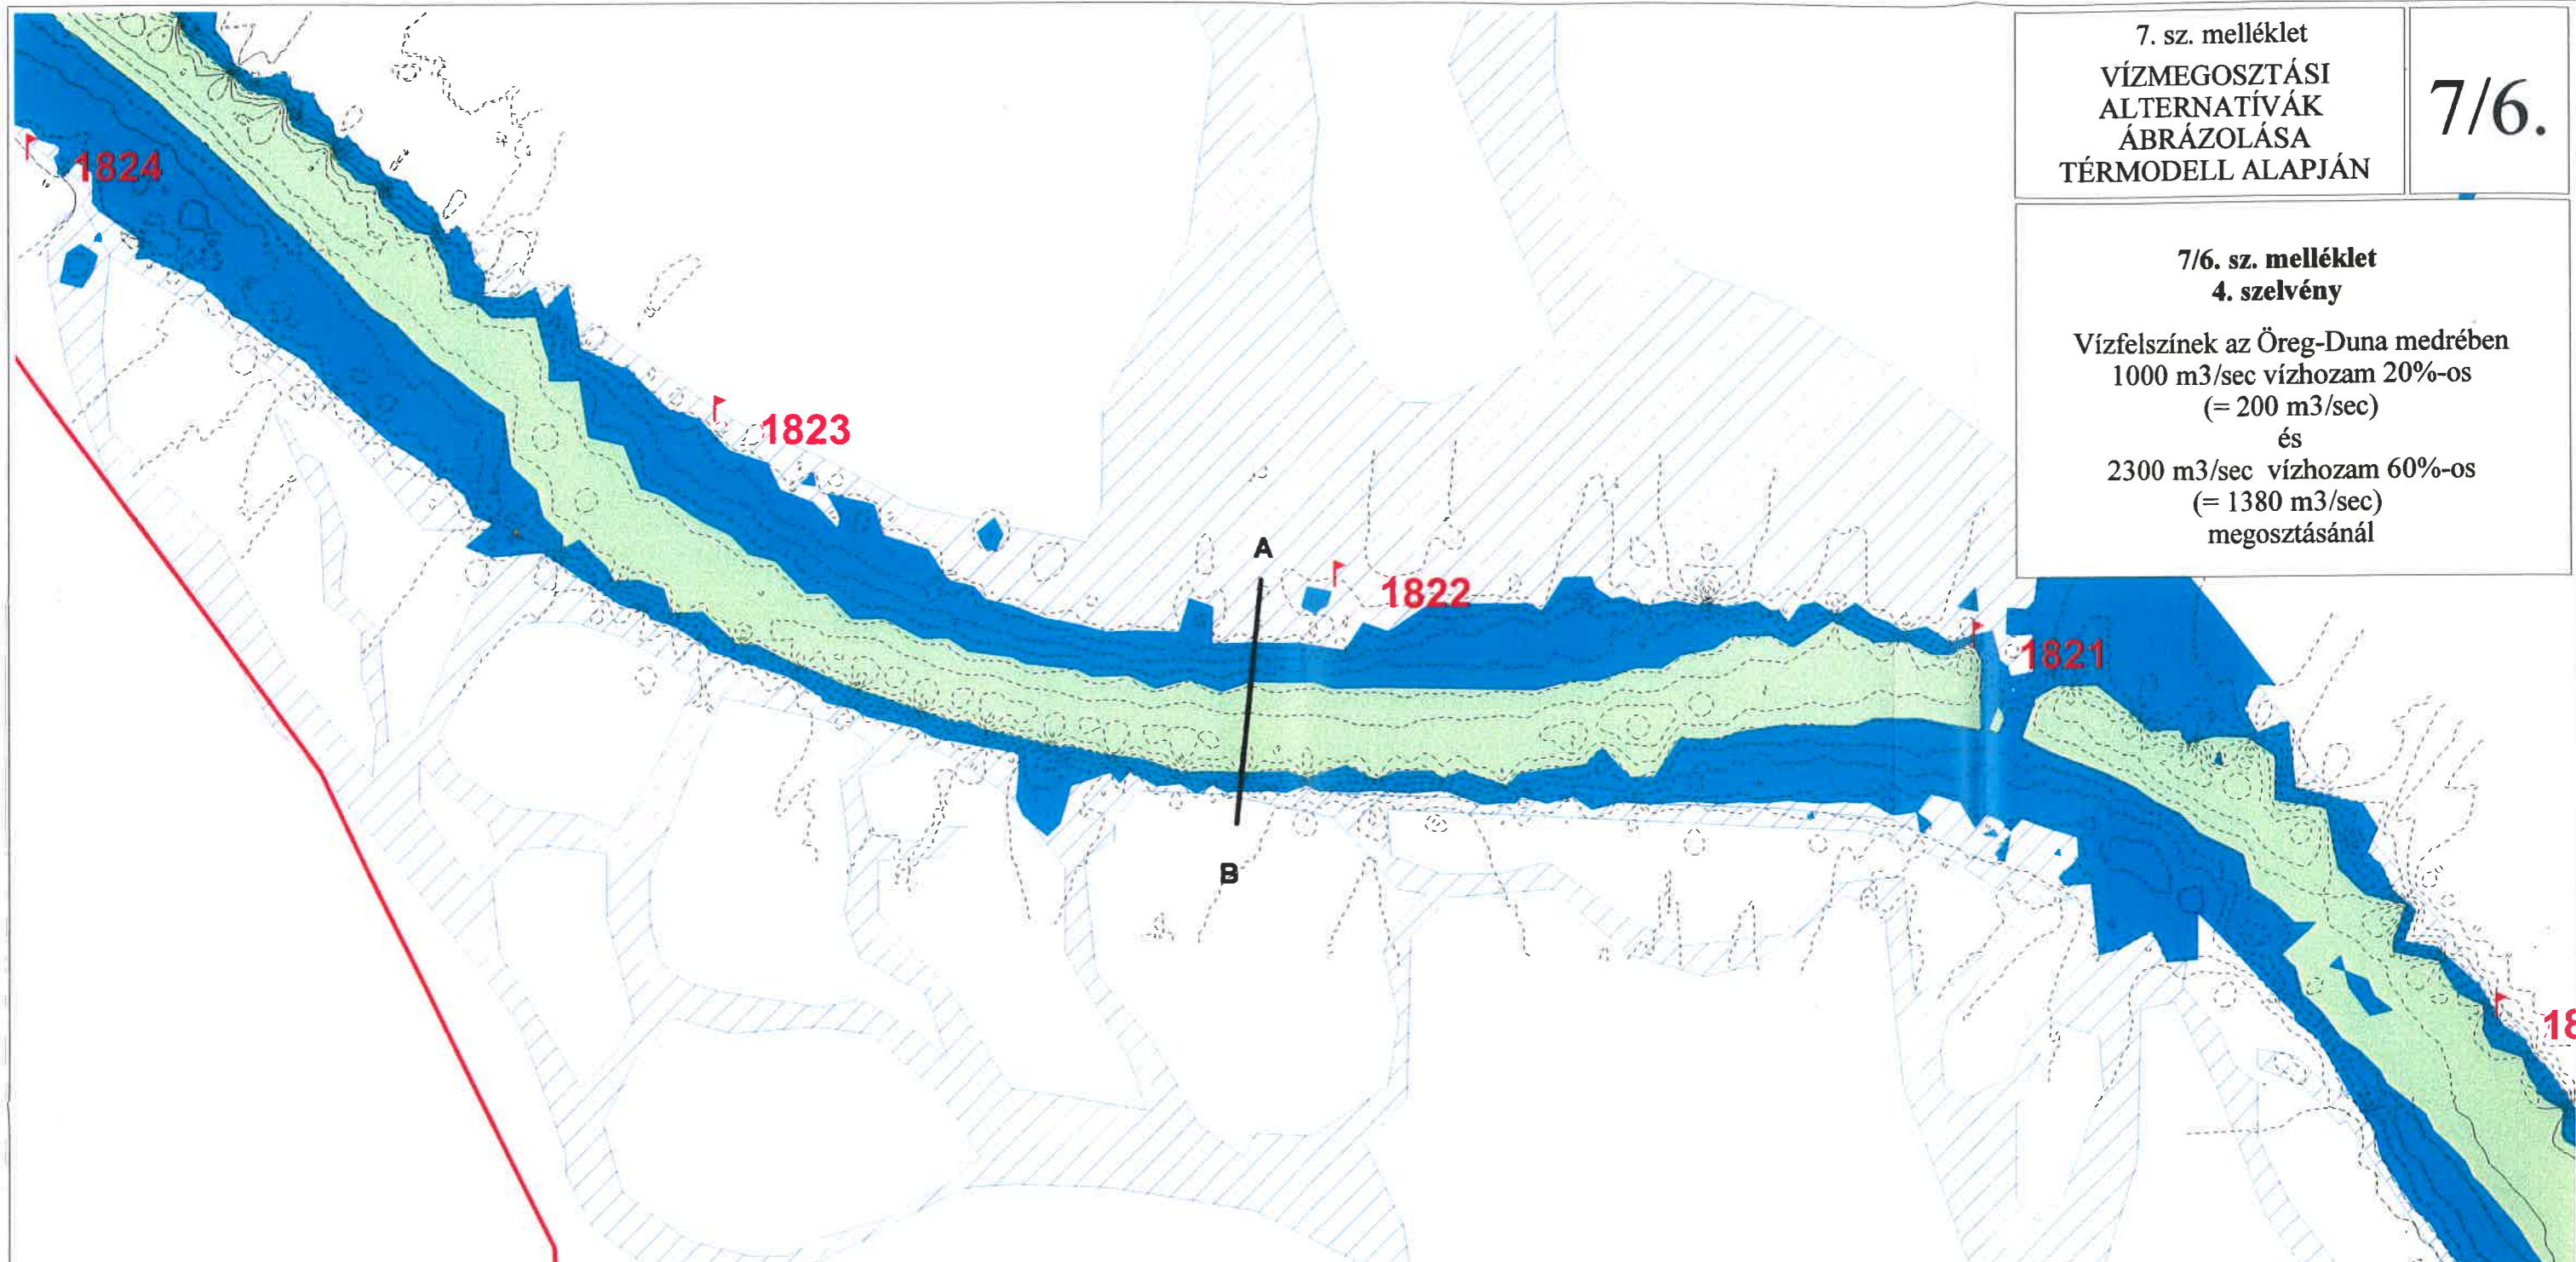 7. sz. melléklet
VÍZMEGOSZTÁSI
ALTERNATÍVÁK
ÁBRÁZOLÁSA
TÉRMODELL ALAPJÁN
7/6.
7/6. sz. melléklet
4. szelvény
Vízfelszínek az Öreg-Duna medrében
1000 m3/sec vízhozam 20%-os
(= 200 m3/sec)
és
2300 m3/sec vízhozam 60%-os
(= 1380 m3/sec)
megosztásánál
1824
1823
A
1822
1821
B
18